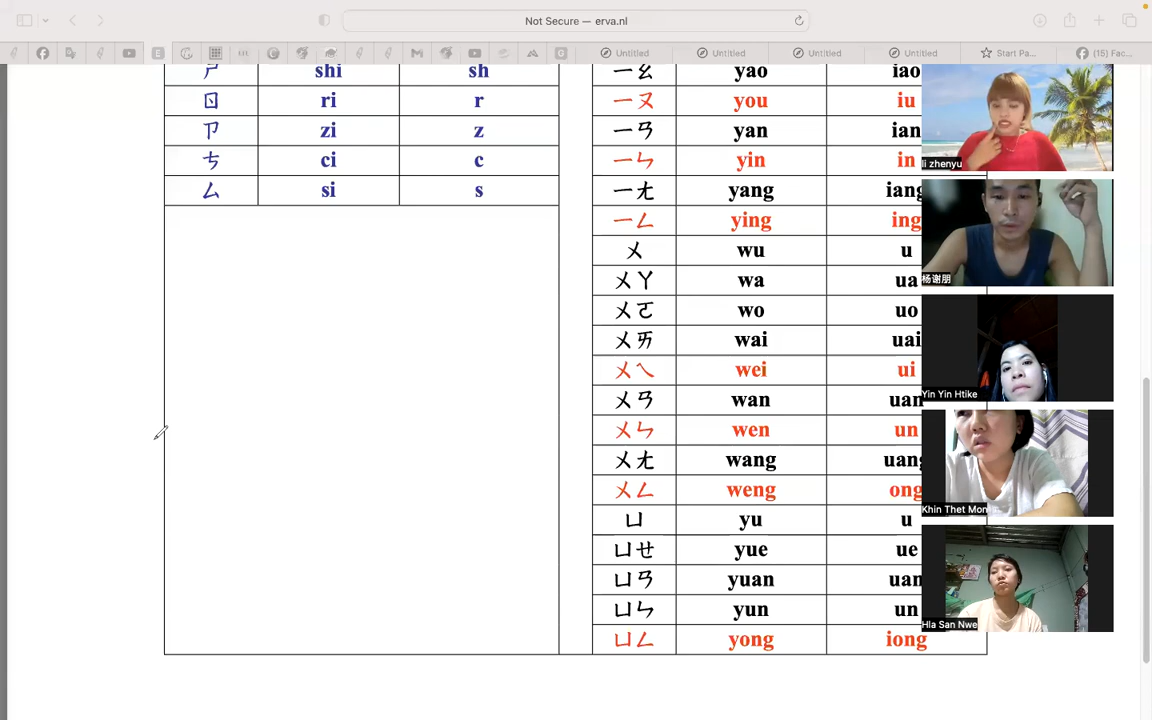 Not Secure — erva.nl
Untitled
Untitled
Untitled
Untitled
Start Pa...
(15) Fac...
ㄕ shi sh
ㄖ ri r
ㄗ zi z
ㄘ ci c
ㄙ si s
ㄧㄠ yao iao
ㄧㄡ you iu
ㄧㄢ yan ian
ㄧㄣ yin in
ㄧㄤ yang iang
ㄧㄥ ying ing
ㄨ wu u
ㄨㄚ wa ua
ㄨㄛ wo uo
ㄨㄞ wai uai
ㄨㄟ wei ui
ㄨㄢ wan uan
ㄨㄣ wen un
ㄨㄤ wang uang
ㄨㄥ weng ong
ㄩ yu u
ㄩㄝ yue ue
ㄩㄢ yuan uan
ㄩㄣ yun un
ㄩㄥ yong iong
li zhenyu
杨谢朋
Yin Yin Htike
Khin Thet Mon
Hla San Nwe